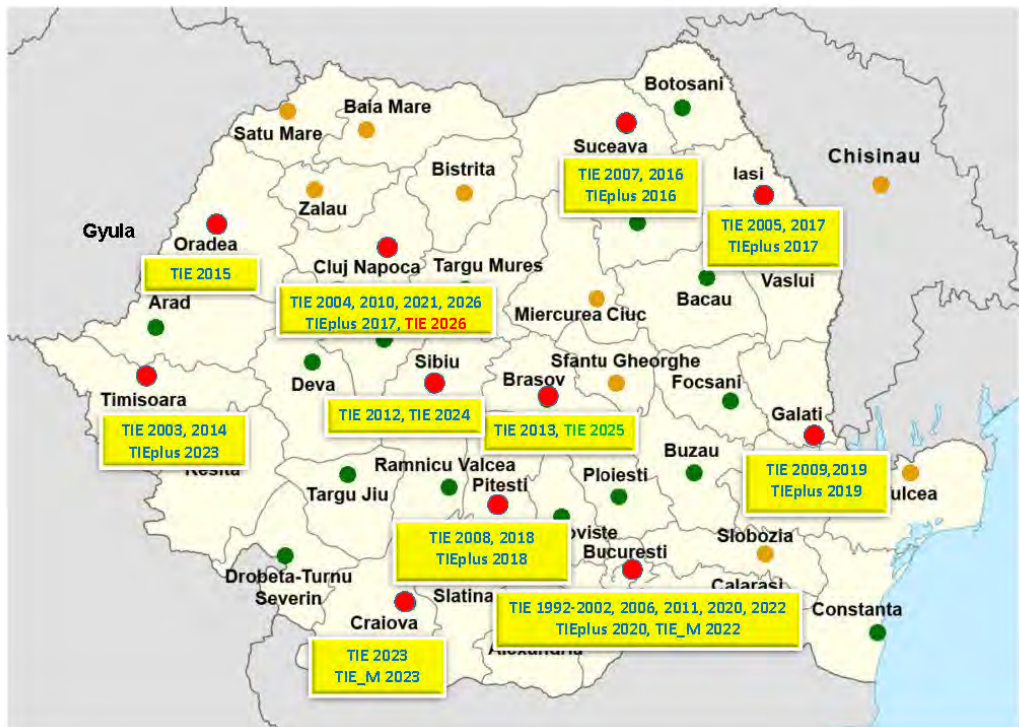 Botosani
Baia Mare
Satu Mare
Suceava
Chisinau
Iasi
Bistrita
TIE 2007, 2016
TIEplus 2016
Zalau
TIE 2005, 2017
TIEplus 2017
Gyula
Oradea
Cluj Napoca
Targu Mures
TIE 2015
Vaslui
Bacau
Arad
TIE 2004, 2010, 2021, 2026
TIEplus 2017, TIE 2026
Miercurea Ciuc
Sibiu
Sfantu Gheorghe
Deva
Brasov
Focsani
Timisoara
Galati
TIE 2012, TIE 2024
TIE 2013, TIE 2025
TIE 2003, 2014
TIEplus 2023
Resita
Ramnicu Valcea
Buzau
TIE 2009,2019
TIEplus 2019
Targu Jiu
Pitesti
Ploiesti
TIE 2008, 2018
TIEplus 2018
Slobozia
Bucuresti
Drobeta-Turnu
Severin
Slatina
Calarasi
Constanta
Craiova
TIE 1992-2002, 2006, 2011, 2020, 2022
TIEplus 2020, TIE_M 2022
Alexandria
TIE 2023
TIE_M 2023